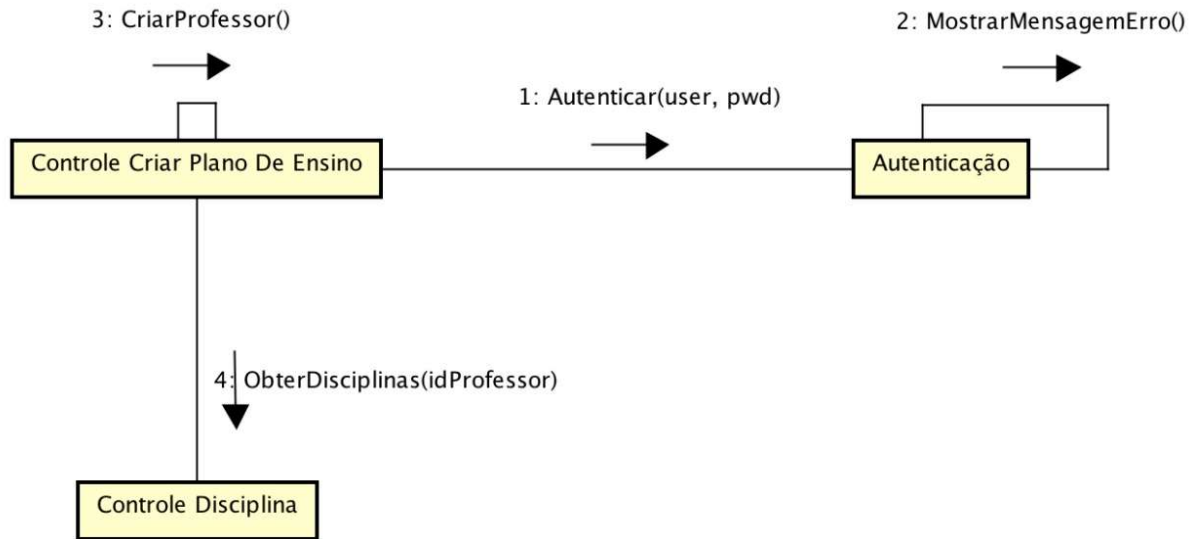 3: CriarProfessor()
2: MostrarMensagemErro()
1: Autenticar(user, pwd)
Controle Criar Plano De Ensino
Autenticação
4: ObterDisciplinas(idProfessor)
Controle Disciplina